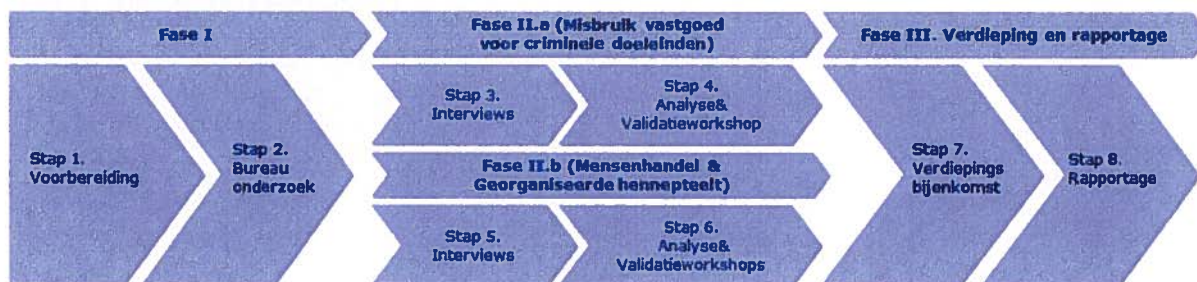 Fase I
Fase II.a (Misbruik vastgoed
voor criminele doeleinden)
Fase III. Verdieping en rapportage
Stap 1.
Voorbereiding
Stap 2.
Bureau
onderzoek
Stap 3.
Interviews
Stap 4.
Analyse&
Validatieworkshop
Fase II.b (Mensenhandel &
Georganiseerde hennepteelt)
Stap 5.
Interviews
Stap 6.
Analyse&
Validatieworkshops
Stap 7.
Verdiepings
bijenkomst
Stap 8.
Rapportage